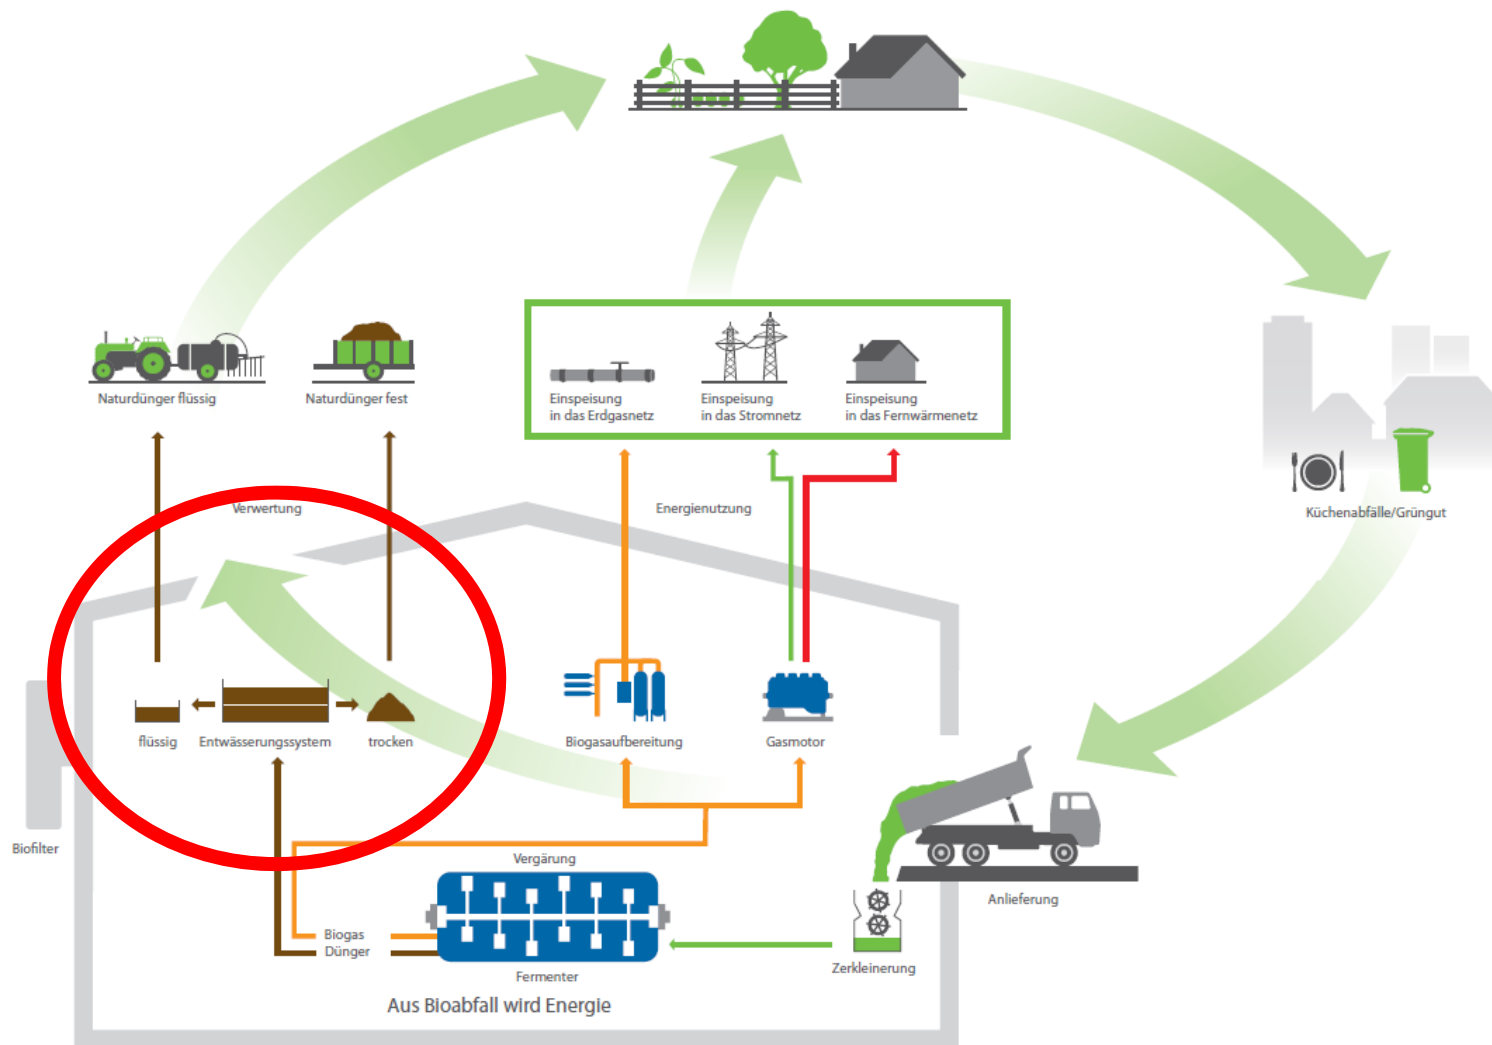 Naturdünger flüssig
Naturdünger fest
Einspeisung
in das Erdgasnetz
Einspeisung
in das Stromnetz
Einspeisung
in das Fernwärmenetz
Verwertung
Energienutzung
Küchenabfälle/Grüngut
flüssig
Entwässerungssystem
trocken
Biogasaufbereitung
Gasmotor
Biofilter
Vergärung
Anlieferung
Biogas
Dünger
Fermenter
Zerkleinerung
Aus Bioabfall wird Energie